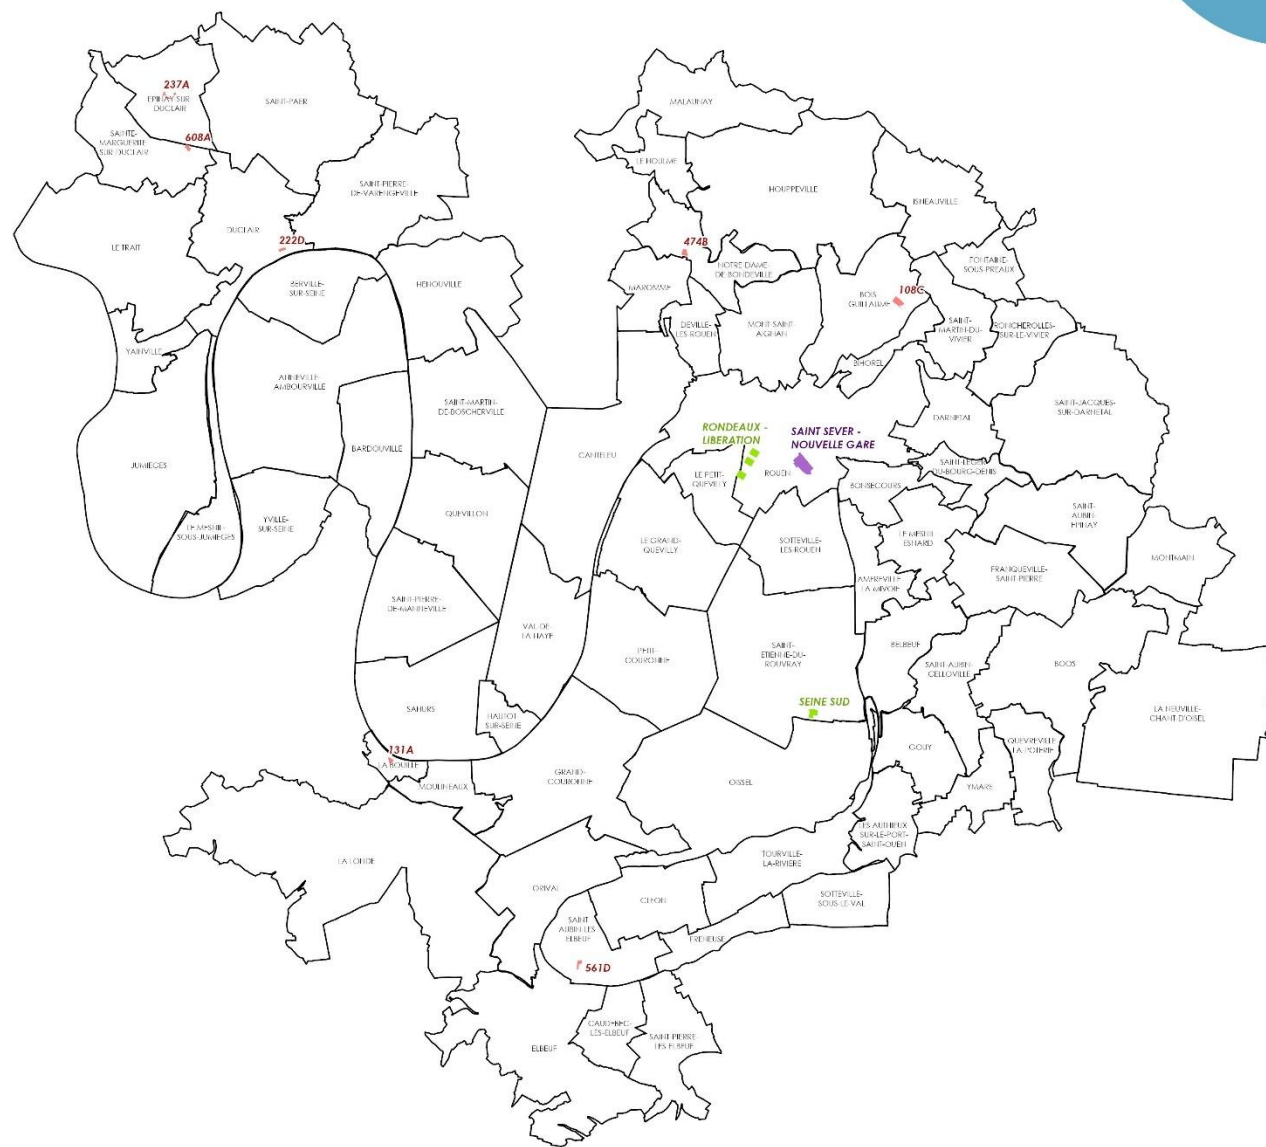 237A
EPINAY SUR
DUCLAIR
SAINT-PAER
608A
SAINTE-
MARGUERITE
SUR-DUCLAIR
MALAUNAY
LE HOULME
SAINT-PIERRE-
DE-VARENGEVILLE
HOUPPEVILLE
ISNEAUVILLE
LE TRAIT
DUCLAIR
222D
474B
NOTRE-DAME-
DE BONDEVILLE
FONTAINE-
SOUS-PREAUX
BERVILLE-
SUR-SEINE
HENOUVILLE
MAROMME
BOIS
GUILLAUME
108C
DEVILLE-
LES-ROUEN
MONT-SAINT-
AIGNAN
SAINT-
MARTIN-DU-
VIVIER
RONCHEROLLES-
SUR-LE-VIVIER
YAINVILLE
BIHOREL
ANNEVILLE-
AMBOURVILLE
SAINT-MARTIN-
DE-BOSCHERVILLE
SAINT-JACQUES-
SUR-DARNETAL
DARNETAL
RONDEAUX -
LIBERATION
SAINT SEVER -
NOUVELLE GARE
BARDOUVILLE
CANTELEU
JUMIEGES
LE PETIT-
QUEVILLY
ROUEN
SAINT-LEGER
DU-BOURG-DENIS
BONSECOURS
QUEVILLON
LE MESNIL-
SOUS-JUMIEGES
YVILLE-
SUR-SEINE
LE GRAND-
QUEVILLY
SOTTEVILLE-
LES-ROUEN
LE MESNIL
ESNARD
SAINT-
AUBIN-
EPINAY
MONTMAIN
FRANQUEVILLE-
SAINT-PIERRE
AMFREVILLE
LA MIVOIE
SAINT-PIERRE-
DE-MANNEVILLE
VAL-DE-
LA HAYE
PETIT-
COURONNE
SAINT-
ETIENNE-DU-
ROUVRAY
BELBEUF
SAINT-AUBIN-
CELLOVILLE
BOOS
SAHURS
HAUTOT
SUR-SEINE
SEINE SUD
LA NEUVILLE-
CHANT-D'OISEL
131A
LA BOUILLE
MOULINEAUX
GRAND-
COURONNE
OISSEL
GOUY
QUEVREVILLE
LA-POTERIE
YMARE
LES AUTHIEUX
SUR-LE-PORT-
SAINT-OUEN
LA LONDE
ORIVAL
TOURVILLE-
LA-RIVIERE
CLEON
SOTTEVILLE-
SOUS-LE-VAL
SAINT
AUBIN-LES
ELBEUF
FRENEUSE
561D
ELBEUF
CAUDEBEC-
LES-ELBEUF
SAINT PIERRE
LES ELBEUF